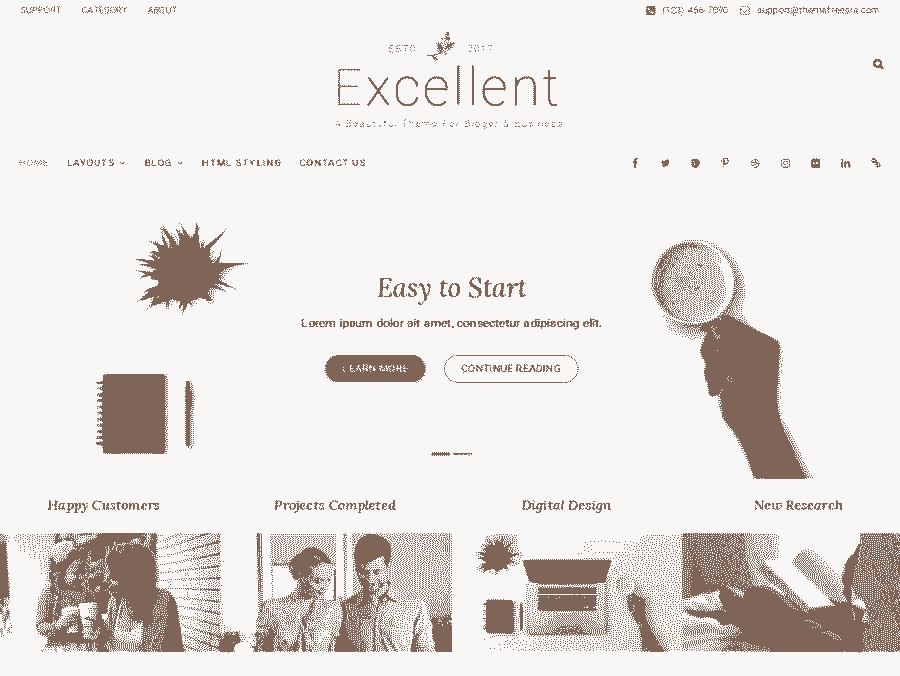 SUPPORT CATEGORY ABOUT (123) 456-7890 support@themefreesia.com
ESTD 2017
Excellent
A Beautiful Theme For Bloger & Business
HOME LAYOUTS BLOG HTML STYLING CONTACT US
Easy to Start
Lorem ipsum dolor sit amet, consectetur adipiscing elit.
LEARN MORE CONTINUE READING
Happy Customers Projects Completed Digital Design New Research